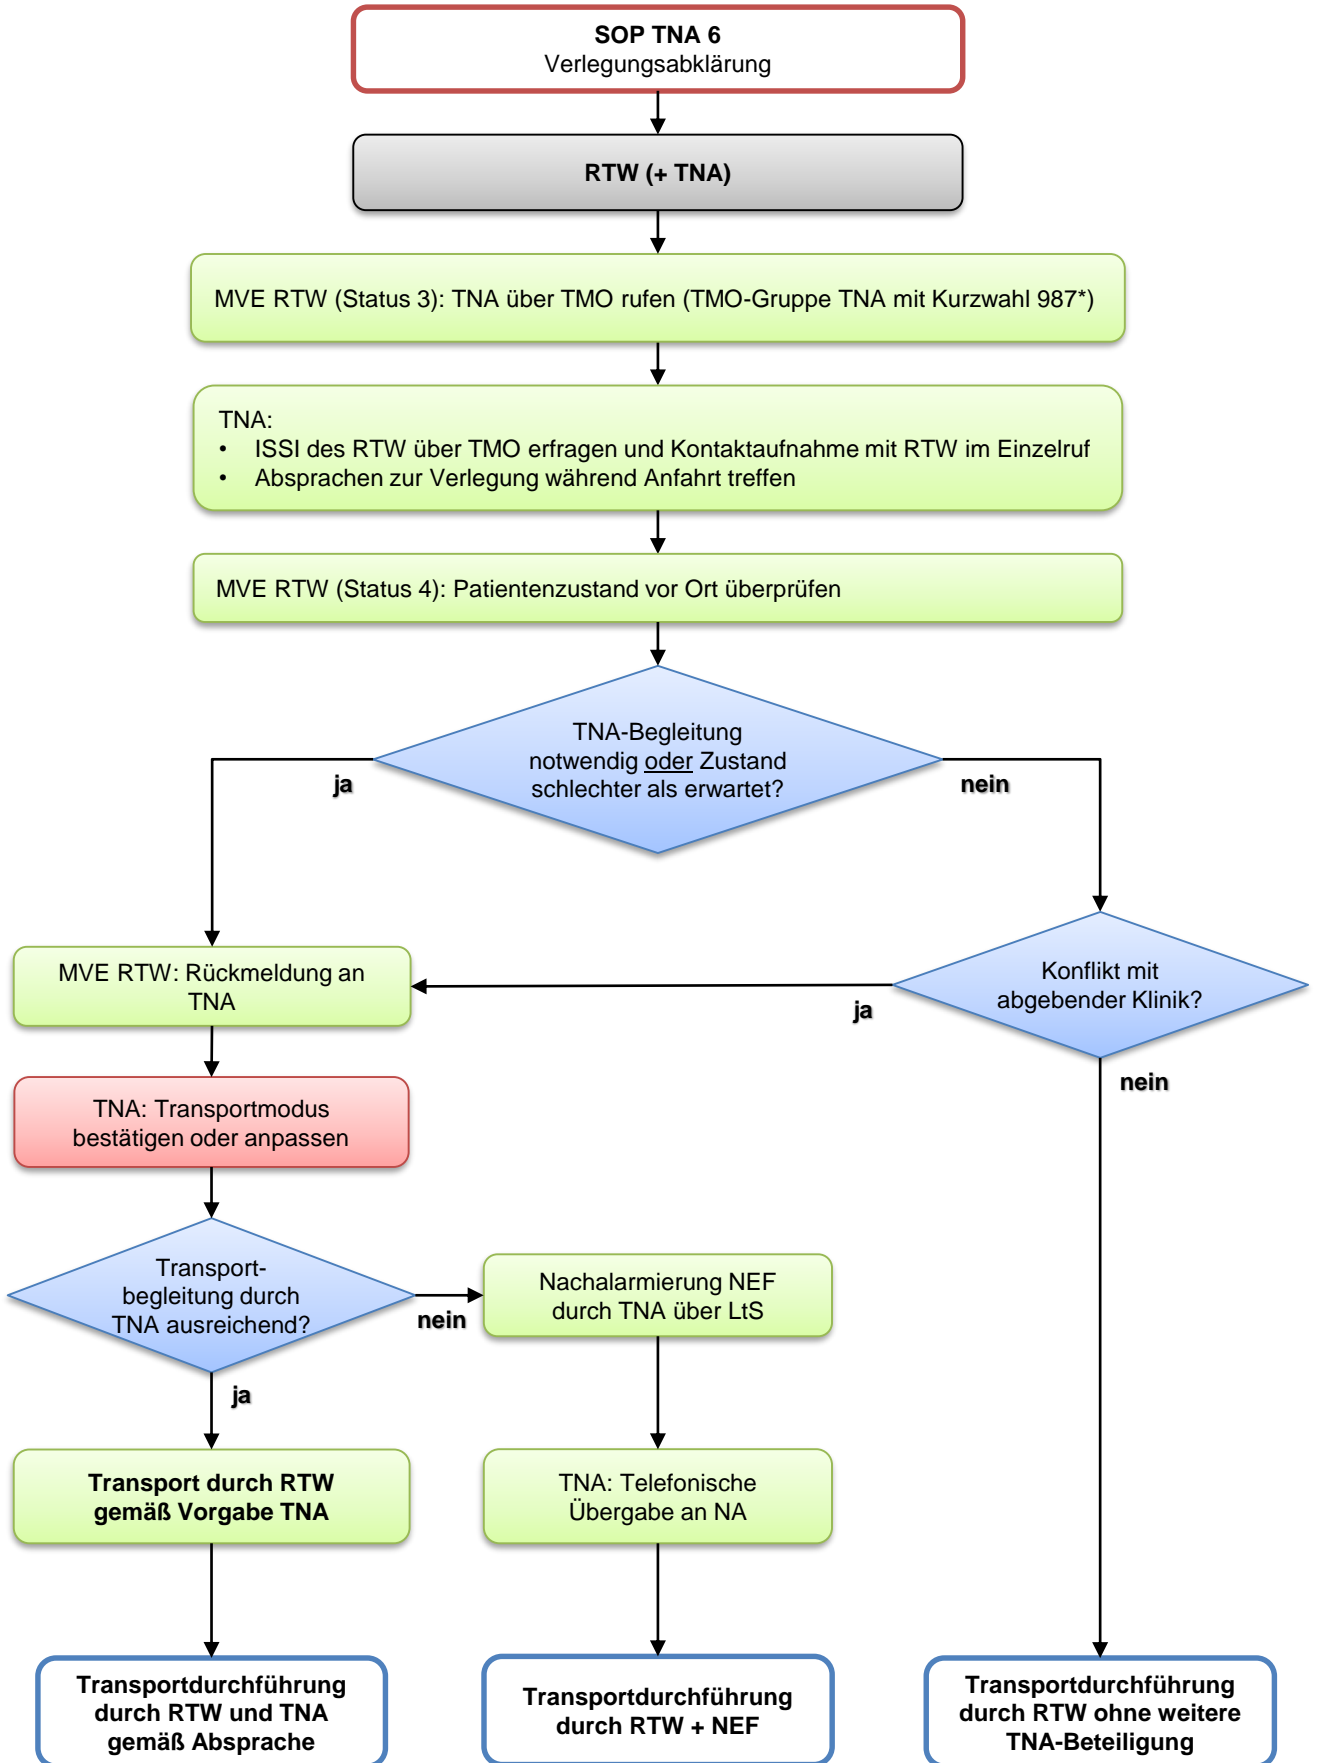 SOP TNA 6
Verlegungsabklärung
RTW (+ TNA)
MVE RTW (Status 3): TNA über TMO rufen (TMO-Gruppe TNA mit Kurzwahl 987*)
TNA:
• ISSI des RTW über TMO erfragen und Kontaktaufnahme mit RTW im Einzelruf
• Absprachen zur Verlegung während Anfahrt treffen
MVE RTW (Status 4): Patientenzustand vor Ort überprüfen
TNA-Begleitung
notwendig oder Zustand
schlechter als erwartet?
ja
nein
MVE RTW: Rückmeldung an
TNA
Konflikt mit
abgebender Klinik?
ja
nein
TNA: Transportmodus
bestätigen oder anpassen
Transport-
begleitung durch
TNA ausreichend?
nein
ja
Nachalarmierung NEF
durch TNA über LtS
Transport durch RTW
gemäß Vorgabe TNA
TNA: Telefonische
Übergabe an NA
Transportdurchführung
durch RTW und TNA
gemäß Absprache
Transportdurchführung
durch RTW + NEF
Transportdurchführung
durch RTW ohne weitere
TNA-Beteiligung